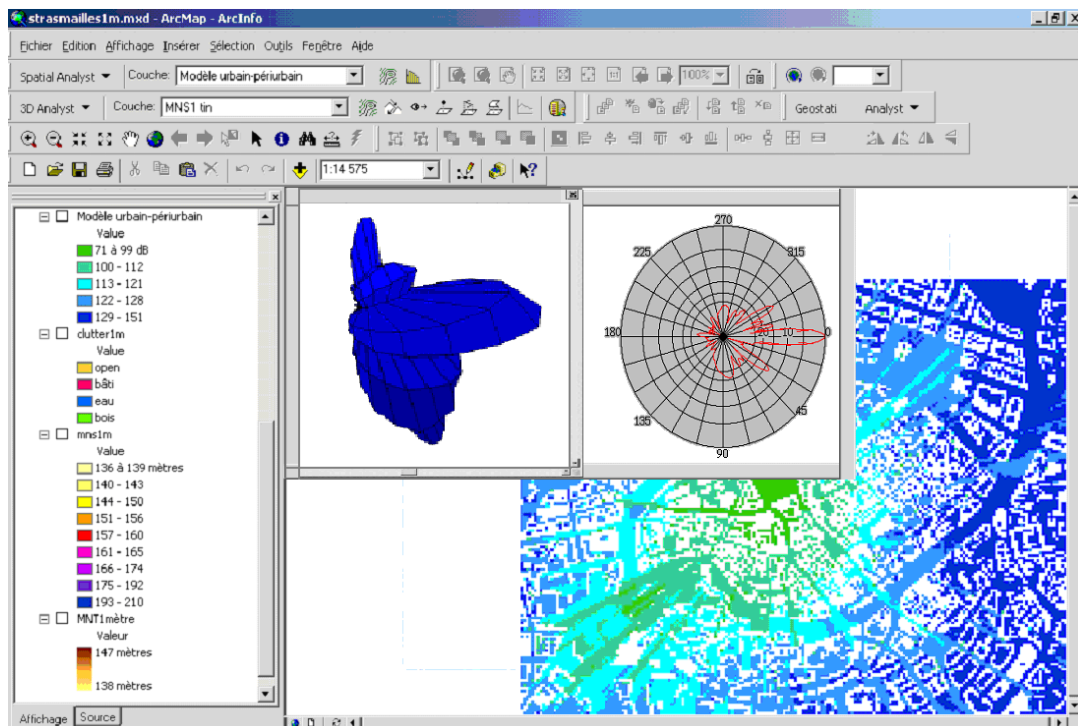 strasmailles1m.mxd - ArcMap - ArcInfo
Fichier Edition Affichage Insérer Sélection Outils Fenêtre Aide
Spatial Analyst Couche: Modèle urbain-périurbain 100%
3D Analyst Couche: MNS1 tin Geostati Analyst
1:14 575
Modèle urbain-périurbain
Value
71 à 99 dB
100 - 112
113 - 121
122 - 128
129 - 151
clutter1m
Value
open
bâti
eau
bois
mns1m
136 à 139 mètres
140 - 143
144 - 150
151 - 156
157 - 160
161 - 165
166 - 174
175 - 192
193 - 210
MNT1mètre
Valeur
147 mètres
138 mètres
Affichage Source
270
225 315
180 10 0
135 45
90